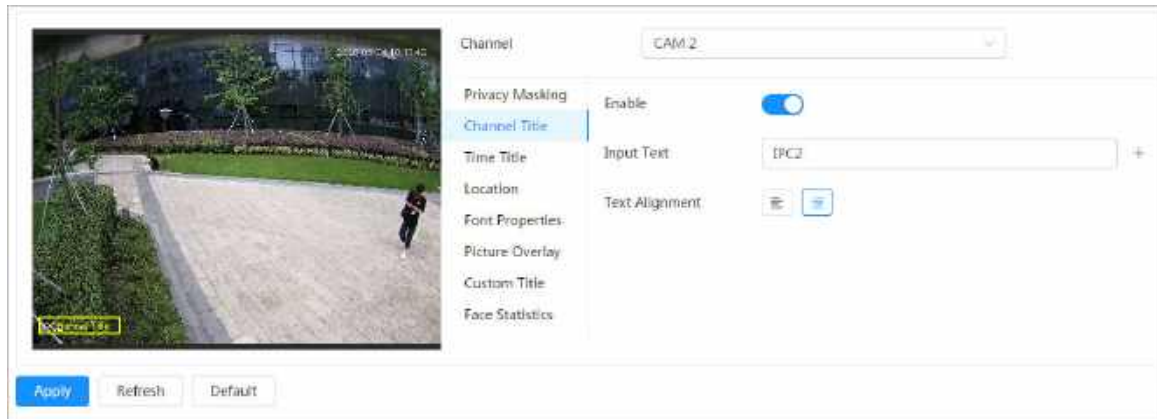 Channel
CAM 2
Privacy Masking
Channel Title
Time Title
Location
Font Properties
Picture Overlay
Custom Title
Face Statistics
Enable
Input Text
IPC2
+
Text Alignment
Apply
Refresh
Default